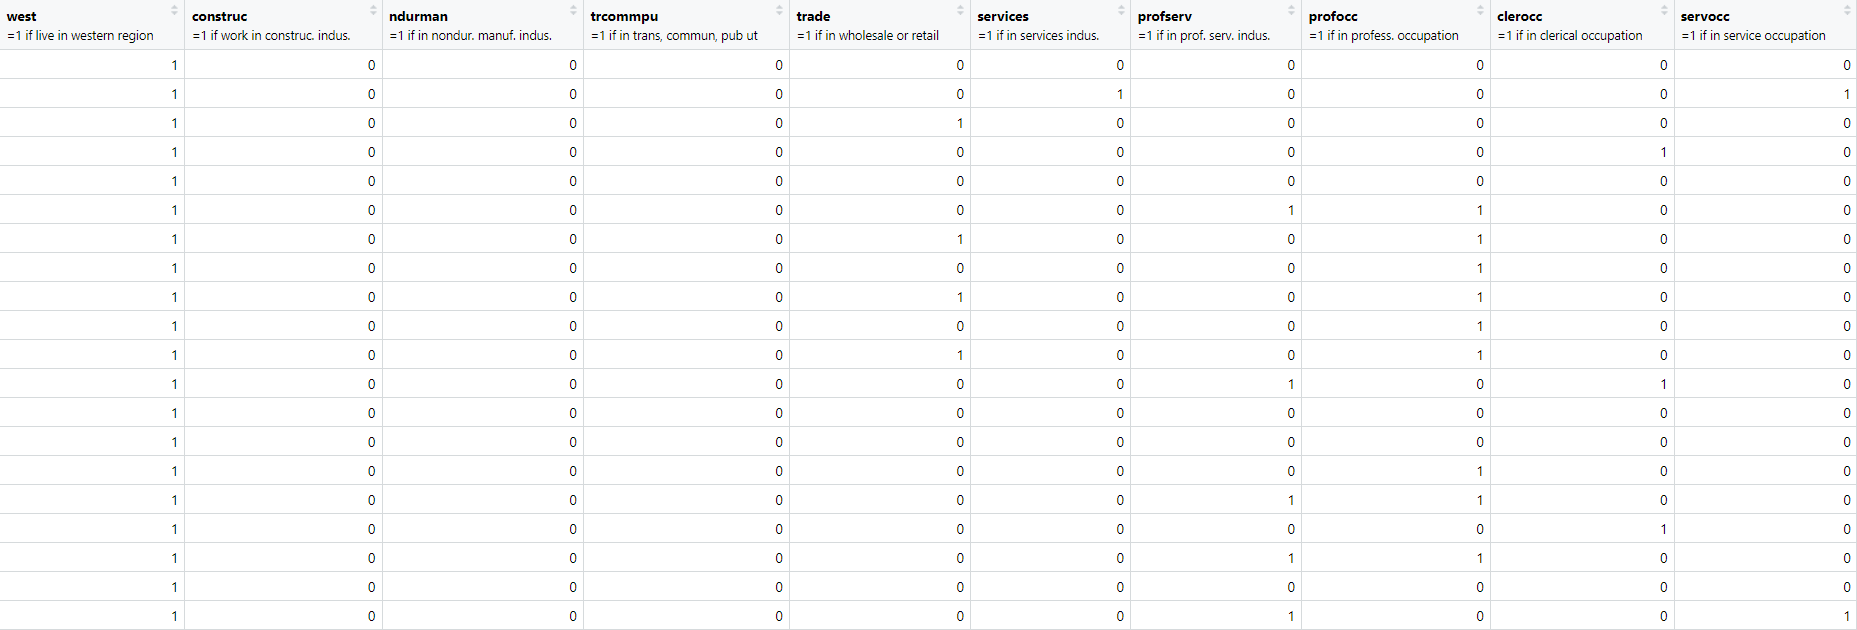 west construc ndurman trcommpu trade services profserv profocc clerocc servocc
=1 if live in western region =1 if work in construc. indus. =1 if in nondur. manuf. indus. =1 if in trans, commun, pub ut =1 if in wholesale or retail =1 if in services indus. =1 if in prof. serv. indus. =1 if in profess. occupation =1 if in clerical occupation =1 if in service occupation
1 0 0 0 0 0 0 0 0 0
1 0 0 0 0 1 0 0 0 1
1 0 0 0 1 0 0 0 0 0
1 0 0 0 0 0 0 0 1 0
1 0 0 0 0 0 0 0 0 0
1 0 0 0 0 0 1 1 0 0
1 0 0 0 1 0 0 1 0 0
1 0 0 0 0 0 0 1 0 0
1 0 0 0 1 0 0 1 0 0
1 0 0 0 0 0 0 1 0 0
1 0 0 0 1 0 0 1 0 0
1 0 0 0 0 0 1 0 1 0
1 0 0 0 0 0 0 0 0 0
1 0 0 0 0 0 0 0 0 0
1 0 0 0 0 0 0 1 0 0
1 0 0 0 0 0 1 1 0 0
1 0 0 0 0 0 0 0 1 0
1 0 0 0 0 0 1 1 0 0
1 0 0 0 0 0 0 0 0 0
1 0 0 0 0 0 1 0 0 1